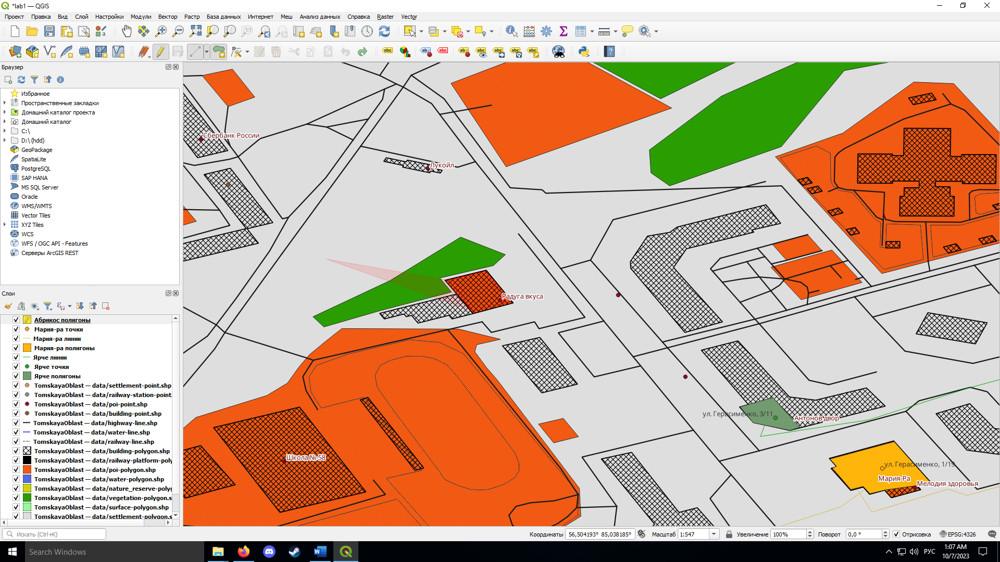 *lab1 — QGIS
Проект Правка Вид Слой Настройки Модули Вектор Растр База данных Интернет Меш Анализ данных Справка Raster Vector
Браузер
Избранное
Пространственные закладки
Домашний каталог проекта
Домашний каталог
C:\
D:\ (hdd)
GeoPackage
SpatiaLite
PostgreSQL
SAP HANA
MS SQL Server
Oracle
WMS/WMTS
Vector Tiles
XYZ Tiles
WCS
WFS / OGC API - Features
Серверы ArcGIS REST
Слои
Абрикос полигоны
Мария-ра точки
Мария-ра линии
Мария-ра полигоны
Ярче линии
Ярче точки
Ярче полигоны
TomskayaOblast — data/settlement-point.shp
TomskayaOblast — data/railway-station-point.
TomskayaOblast — data/poi-point.shp
TomskayaOblast — data/building-point.shp
TomskayaOblast — data/highway-line.shp
TomskayaOblast — data/water-line.shp
TomskayaOblast — data/railway-line.shp
TomskayaOblast — data/building-polygon.shp
TomskayaOblast — data/railway-platform-poly
TomskayaOblast — data/poi-polygon.shp
TomskayaOblast — data/water-polygon.shp
TomskayaOblast — data/nature_reserve-polyg
TomskayaOblast — data/vegetation-polygon.s
TomskayaOblast — data/surface-polygon.shp
TomskayaOblast — data/settlement-polygon.s
Сбербанк России
Лукойл
Радуга вкуса
ул. Герасименко, 3/11
Антонов двор
Школа № 58
ул. Герасименко, 1/19
Мария-Ра
Мелодия здоровья
Искать (Ctrl+K)
Координаты 56,504193° 85,038185° Масштаб 1:547 Увеличение 100% Поворот 0,0 ° Отрисовка EPSG:4326
Search Windows
РУС
1:07 AM
10/7/2023